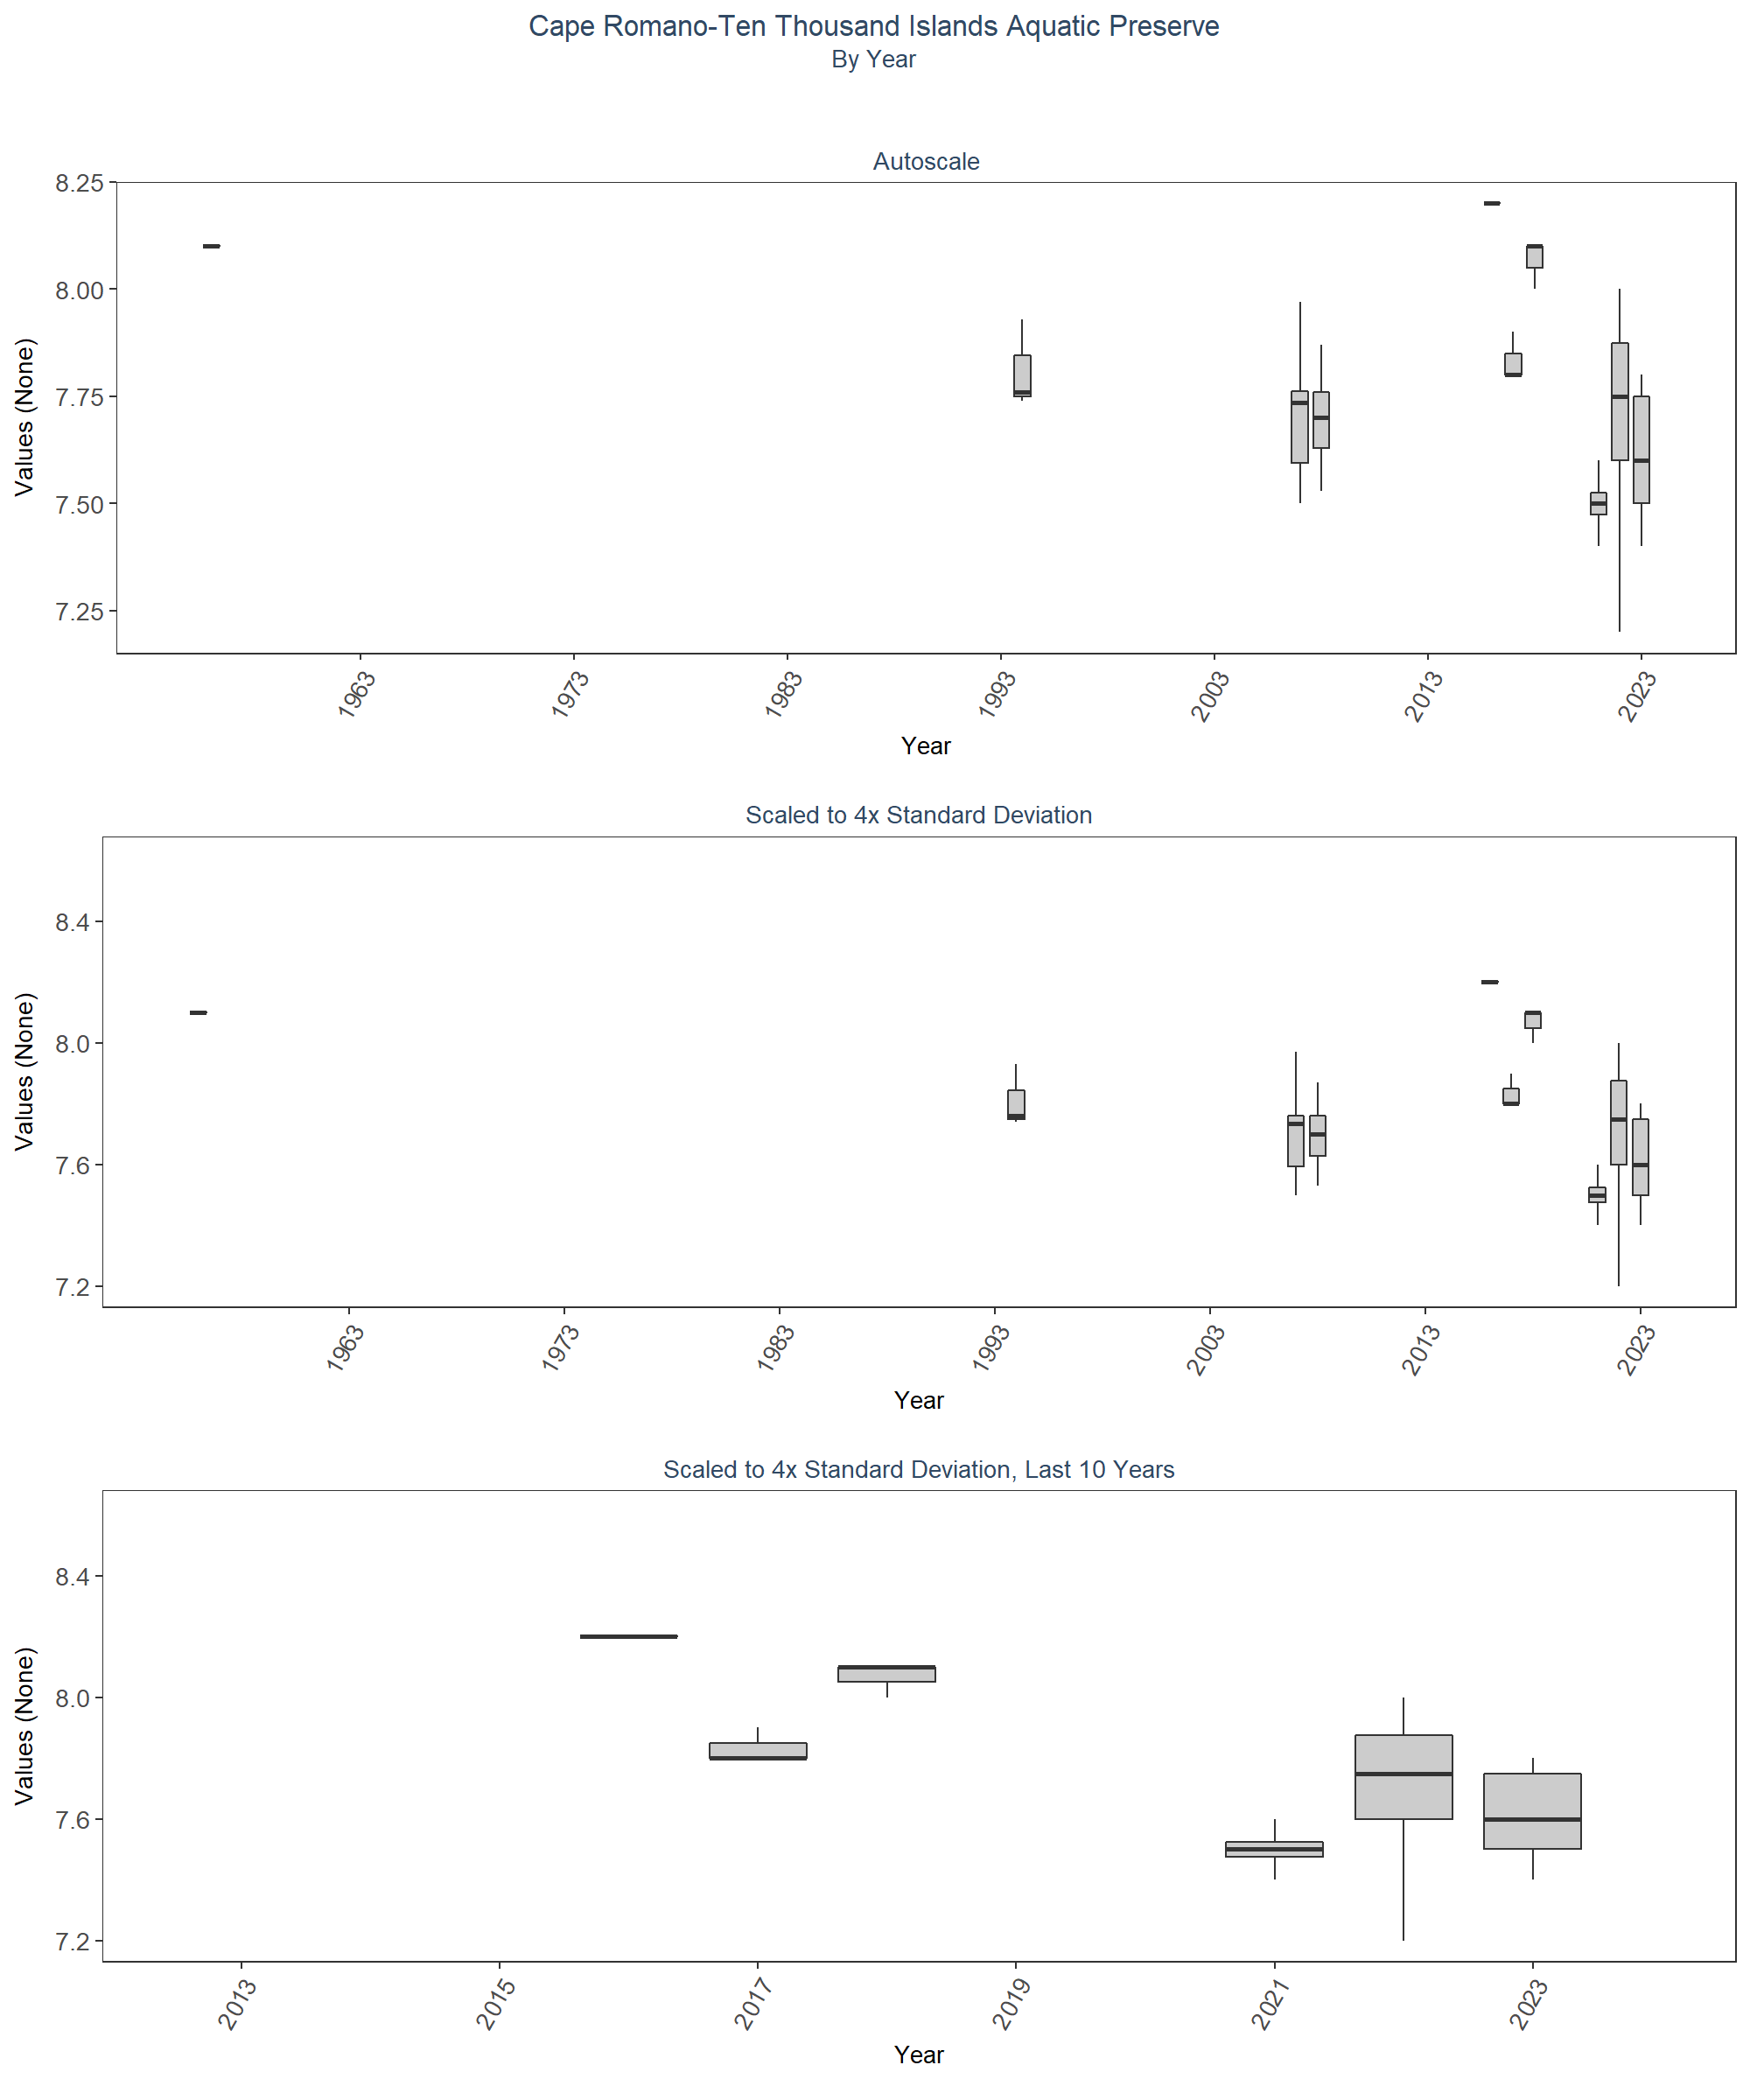 Cape Romano-Ten Thousand Islands Aquatic Preserve
By Year
Autoscale
Values (None)
8.25
8.00
7.75
7.50
7.25
1963 1973 1983 1993 2003 2013 2023
Year
Scaled to 4x Standard Deviation
Values (None)
8.4
8.0
7.6
7.2
1963 1973 1983 1993 2003 2013 2023
Year
Scaled to 4x Standard Deviation, Last 10 Years
Values (None)
8.4
8.0
7.6
7.2
2013 2015 2017 2019 2021 2023
Year